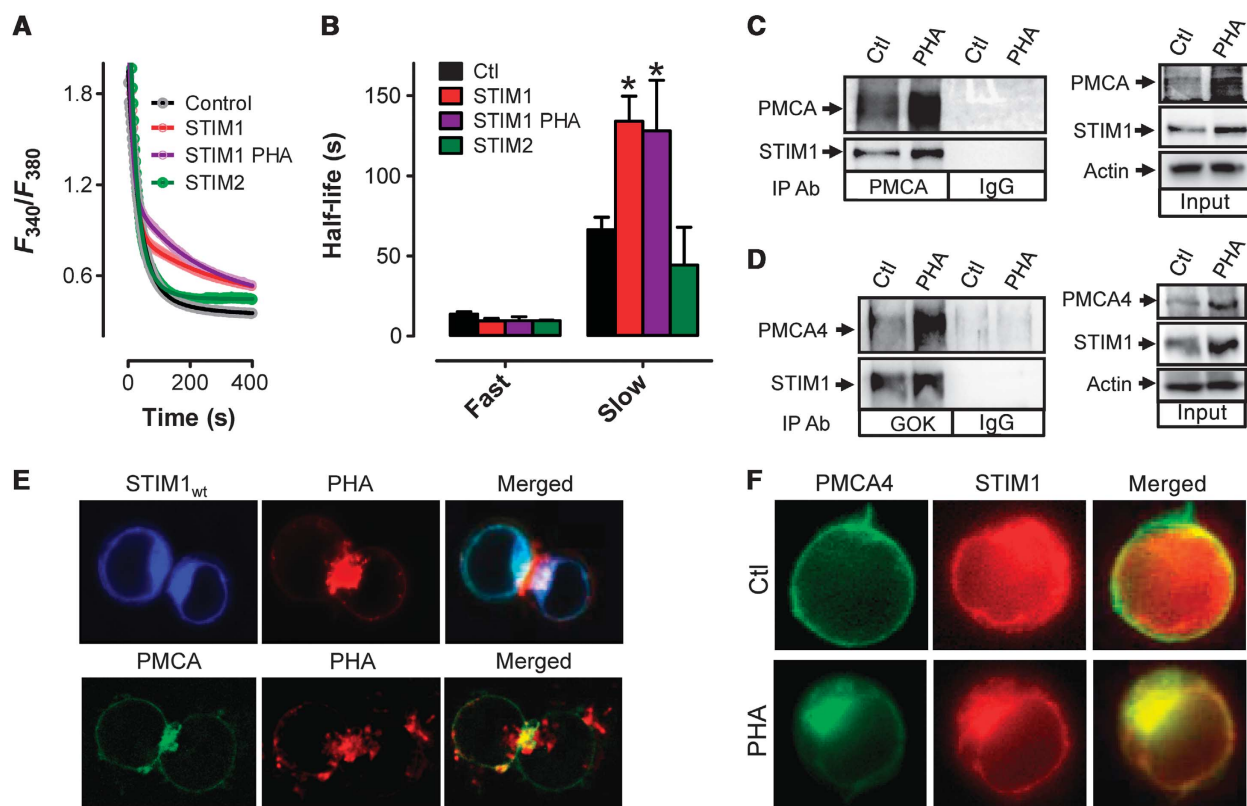 A
F340/F380
1.8
1.2
0.6
Control
STIM1
STIM1 PHA
STIM2
0 200 400
Time (s)
B
Half-life (s)
150
100
50
0
Ctl
STIM1
STIM1 PHA
STIM2
* *
Fast Slow
C
Ctl PHA Ctl PHA
PMCA
STIM1
IP Ab PMCA IgG
Ctl PHA
PMCA
STIM1
Actin
Input
D
Ctl PHA Ctl PHA
PMCA4
STIM1
IP Ab GOK IgG
Ctl PHA
PMCA4
STIM1
Actin
Input
E
STIM1wt PHA Merged
PMCA PHA Merged
F
PMCA4 STIM1 Merged
Ctl
PHA